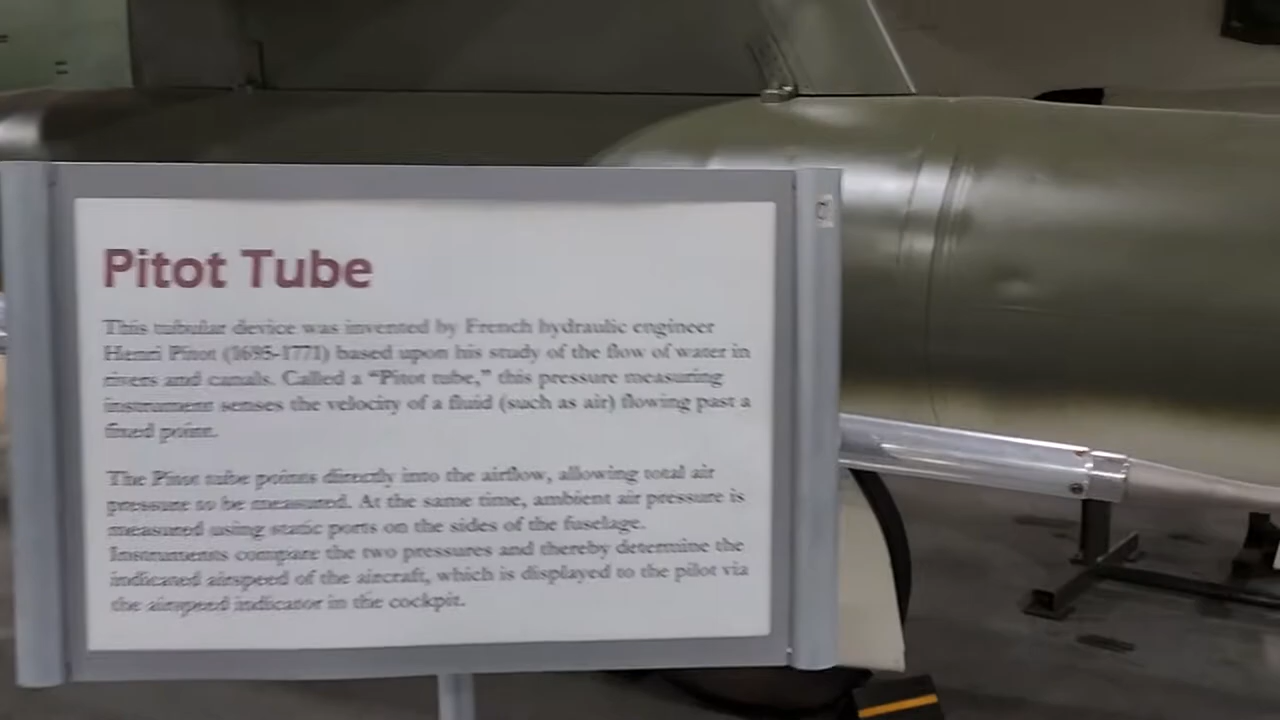 Pitot Tube
This tubular device was invented by French hydraulic engineer
Henri Pitot (1695-1771) based upon his study of the flow of water in
rivers and canals. Called a “Pitot tube,” this pressure measuring
instrument senses the velocity of a fluid (such as air) flowing past a
fixed point.
The Pitot tube points directly into the airflow, allowing total air
pressure to be measured. At the same time, ambient air pressure is
measured using static ports on the sides of the fuselage.
Instruments compare the two pressures and thereby determine the
indicated airspeed of the aircraft, which is displayed to the pilot via
the airspeed indicator in the cockpit.